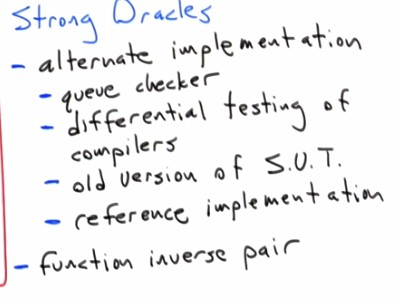 Strong Oracles
- alternate implementation
- queue checker
- differential testing of
compilers
- old version of S.U.T.
- reference implementation
- function inverse pair